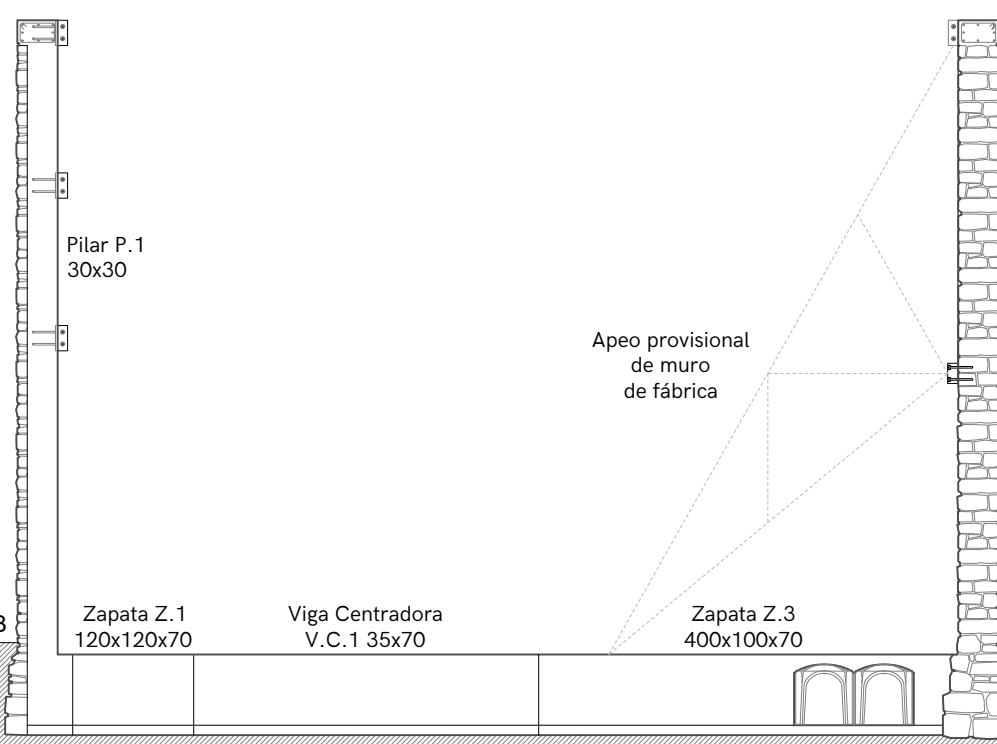 Pilar P.1
30x30
Apeo provisional
de muro
de fábrica
3
Zapata Z.1
120x120x70
Viga Centradora
V.C.1 35x70
Zapata Z.3
400x100x70